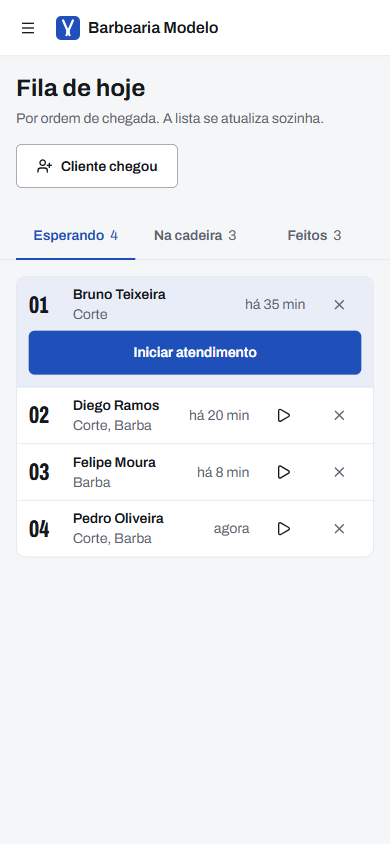 Barbearia Modelo
Fila de hoje
Por ordem de chegada. A lista se atualiza sozinha.
Cliente chegou
Esperando 4
Na cadeira 3
Feitos 3
01
Bruno Teixeira
Corte
há 35 min
Iniciar atendimento
02
Diego Ramos
Corte, Barba
há 20 min
03
Felipe Moura
Barba
há 8 min
04
Pedro Oliveira
Corte, Barba
agora